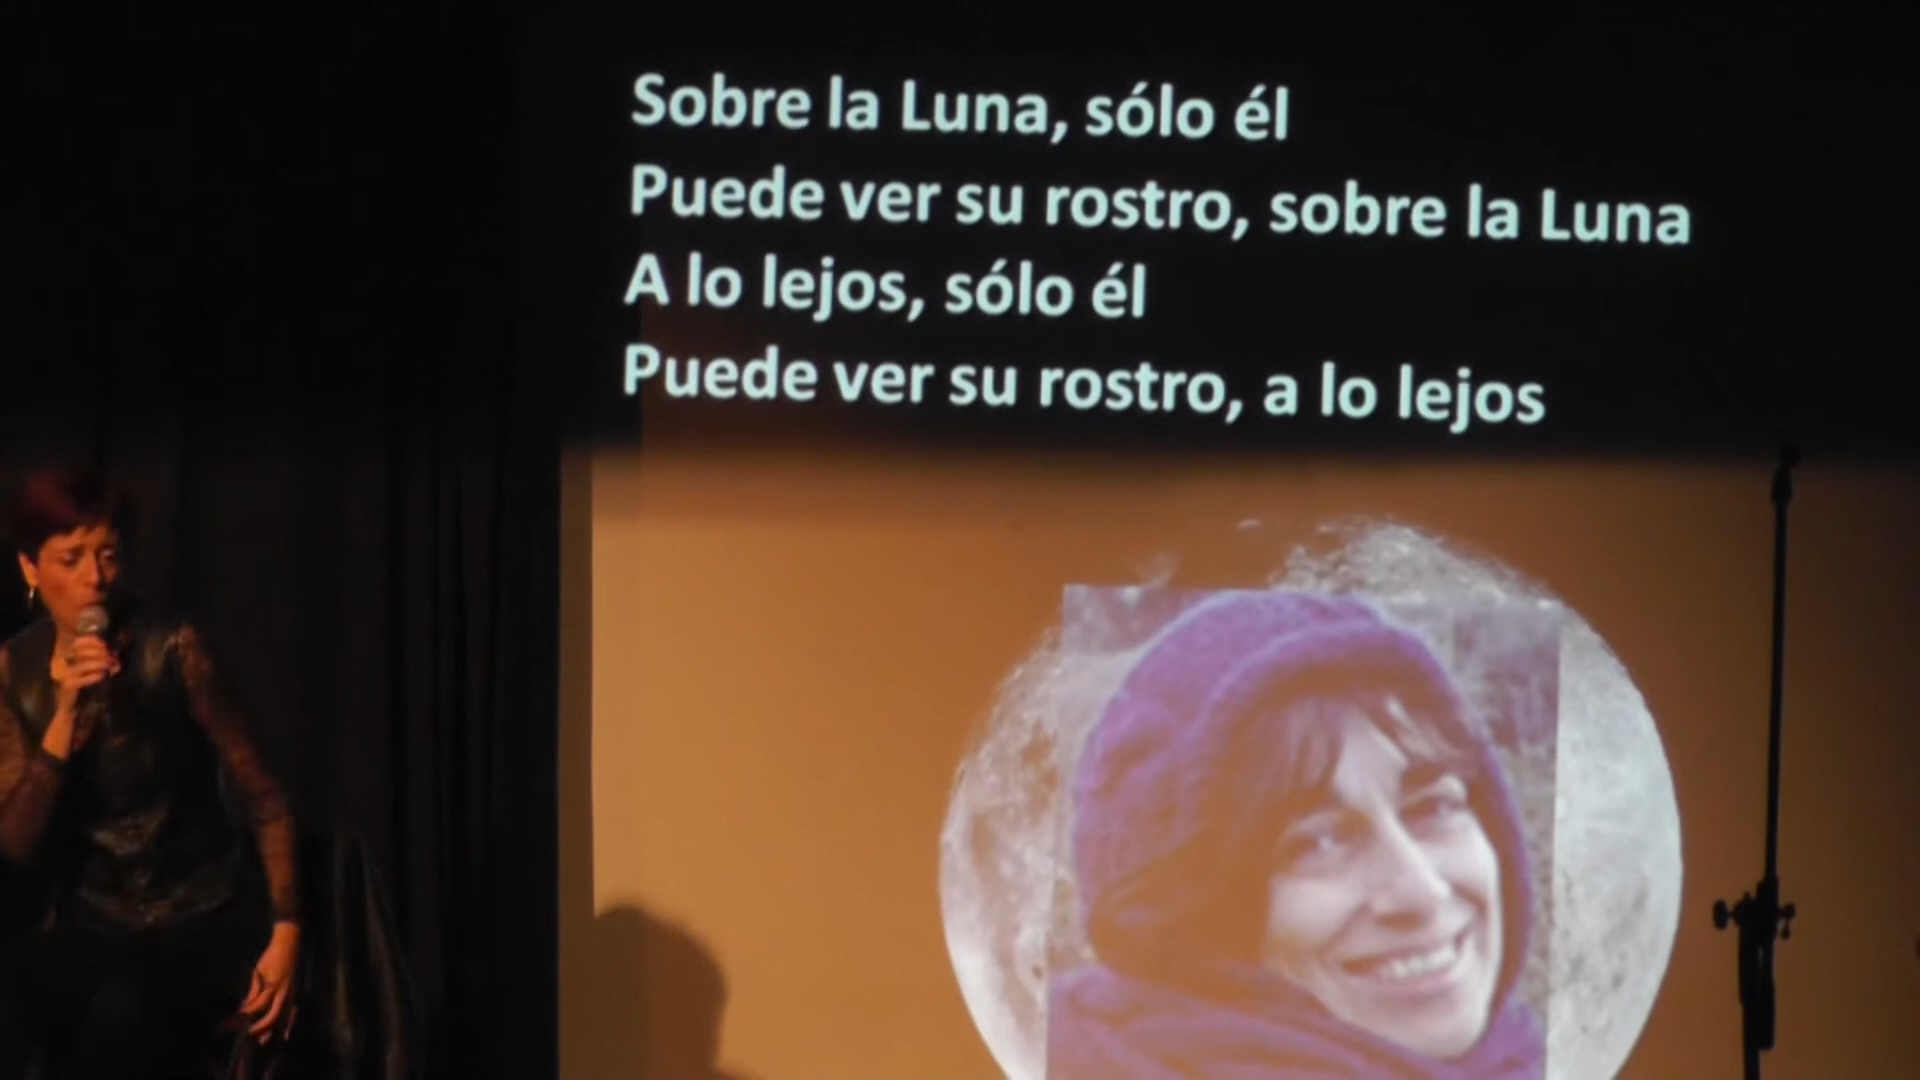 Sobre la Luna, sólo él
Puede ver su rostro, sobre la Luna
A lo lejos, sólo él
Puede ver su rostro, a lo lejos